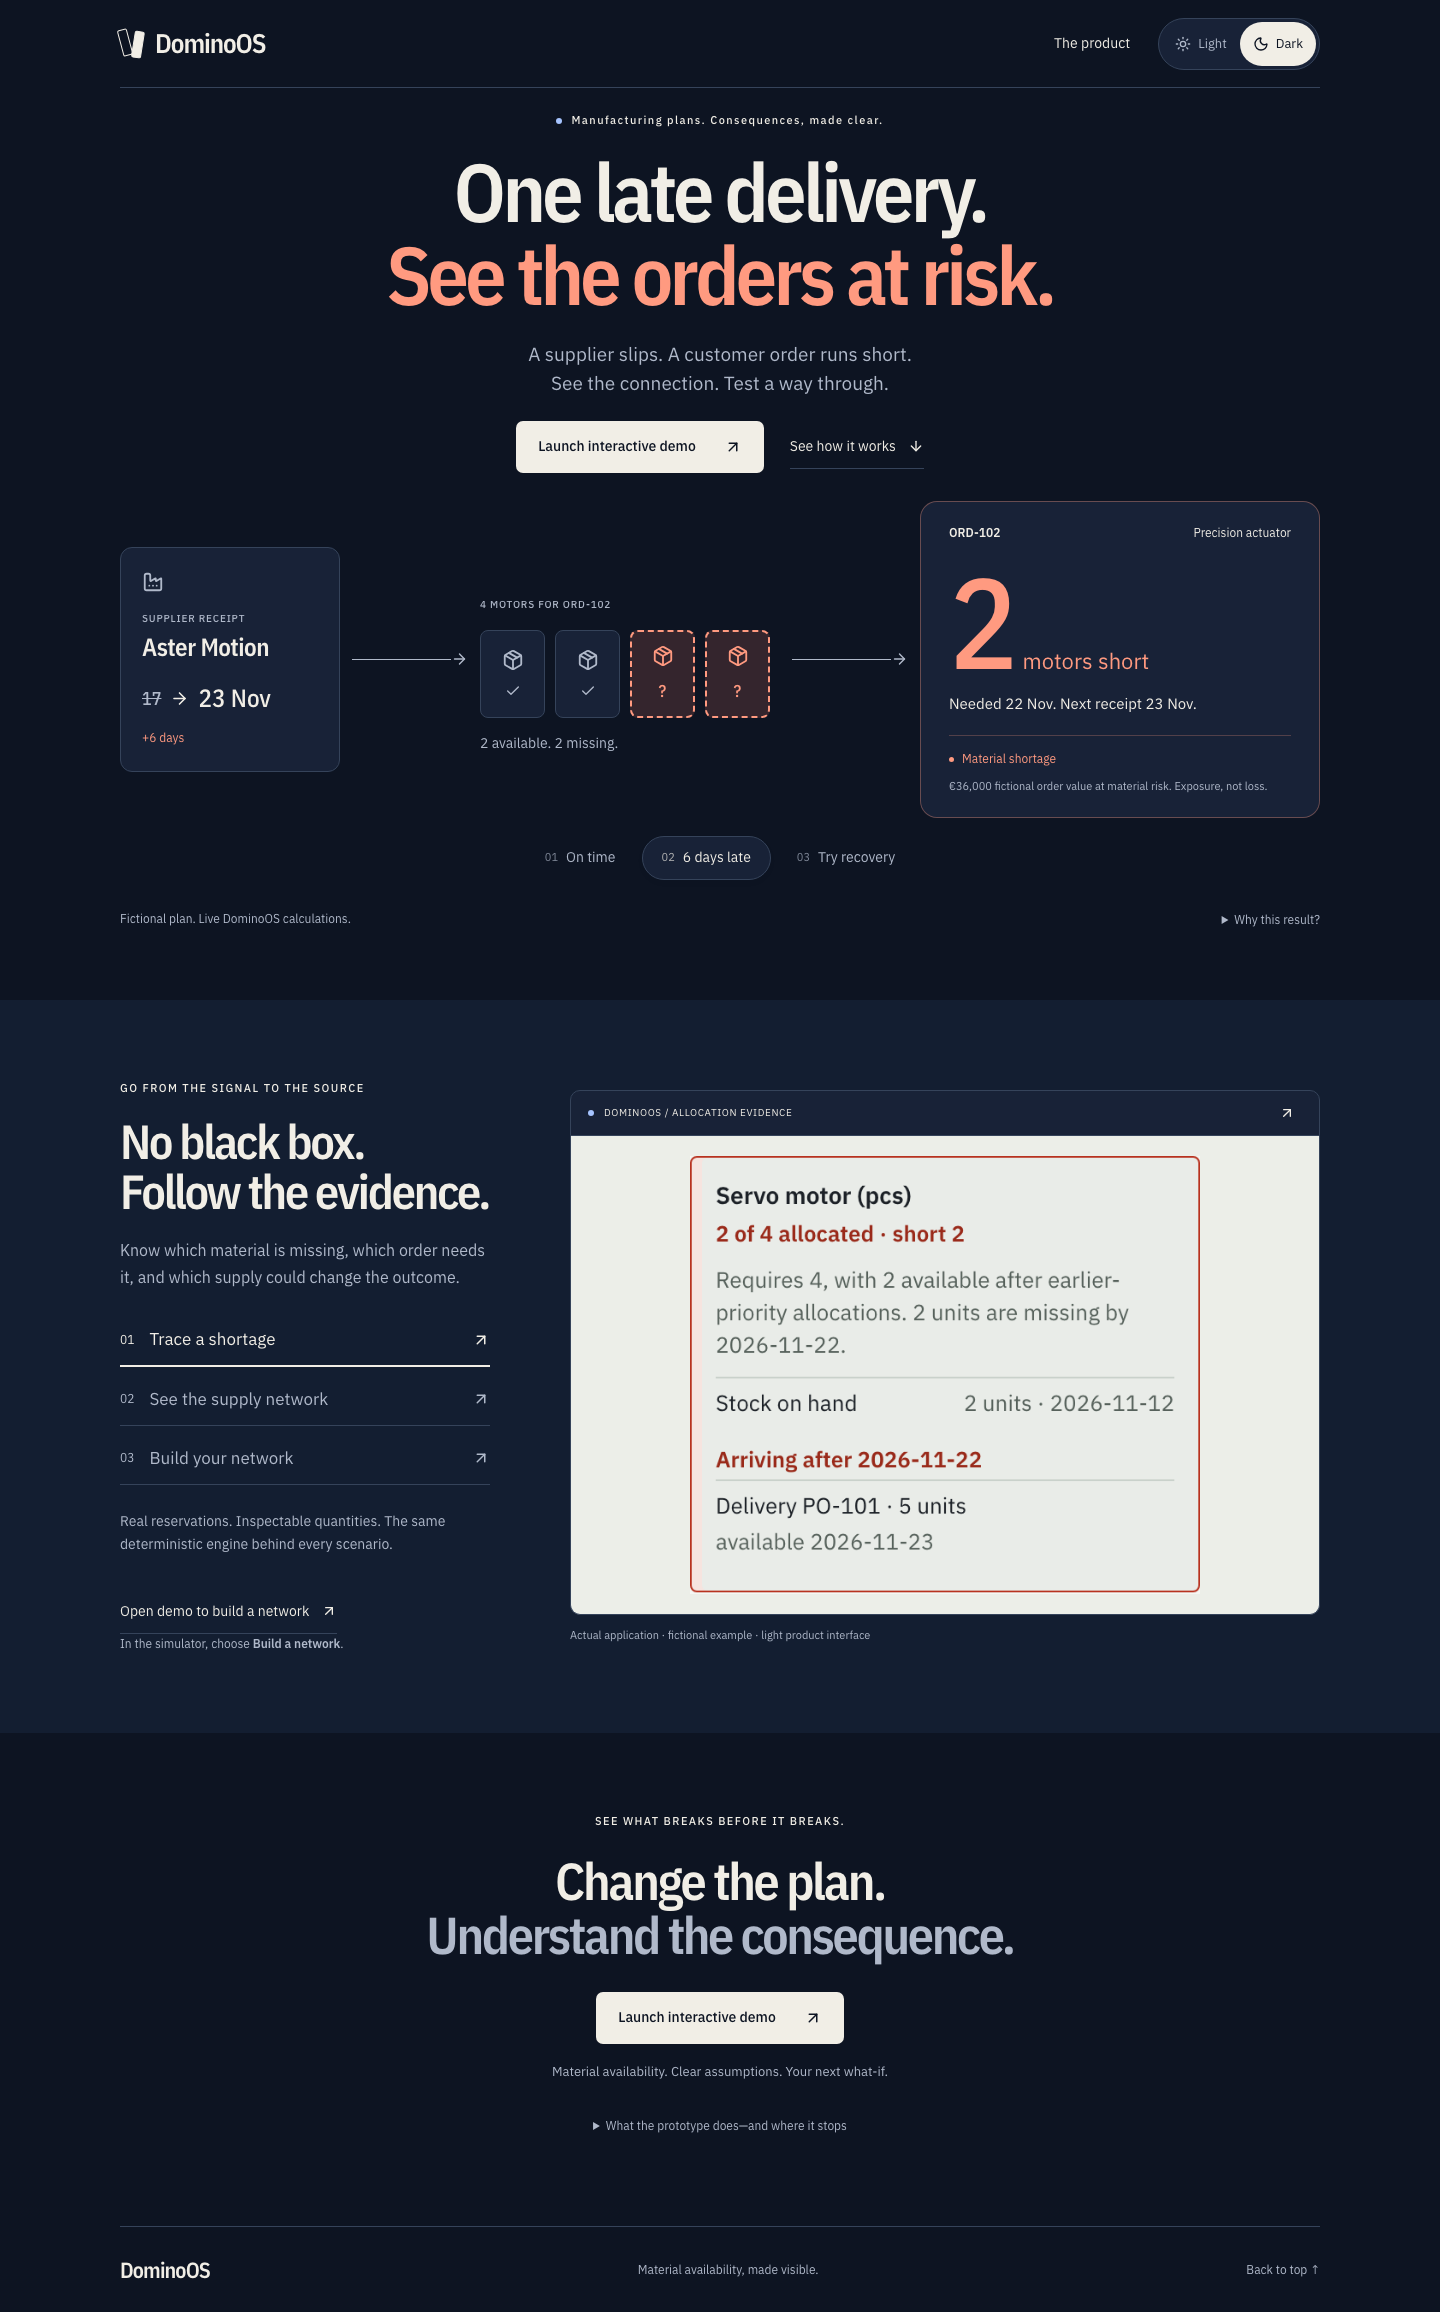 DominoOS
The product
Light
Dark
Manufacturing plans. Consequences, made clear.
One late delivery.
See the orders at risk.
A supplier slips. A customer order runs short.
See the connection. Test a way through.
Launch interactive demo
See how it works
SUPPLIER RECEIPT
Aster Motion
17 → 23 Nov
+6 days
4 MOTORS FOR ORD-102
? ?
2 available. 2 missing.
ORD-102
Precision actuator
2 motors short
Needed 22 Nov. Next receipt 23 Nov.
Material shortage
€36,000 fictional order value at material risk. Exposure, not loss.
01 On time
02 6 days late
03 Try recovery
Fictional plan. Live DominoOS calculations.
Why this result?
GO FROM THE SIGNAL TO THE SOURCE
No black box.
Follow the evidence.
Know which material is missing, which order needs
it, and which supply could change the outcome.
01 Trace a shortage
02 See the supply network
03 Build your network
Real reservations. Inspectable quantities. The same
deterministic engine behind every scenario.
Open demo to build a network
In the simulator, choose Build a network.
DOMINOOS / ALLOCATION EVIDENCE
Servo motor (pcs)
2 of 4 allocated · short 2
Requires 4, with 2 available after earlier-
priority allocations. 2 units are missing by
2026-11-22.
Stock on hand
2 units · 2026-11-12
Arriving after 2026-11-22
Delivery PO-101 · 5 units
available 2026-11-23
Actual application · fictional example · light product interface
SEE WHAT BREAKS BEFORE IT BREAKS.
Change the plan.
Understand the consequence.
Launch interactive demo
Material availability. Clear assumptions. Your next what-if.
What the prototype does—and where it stops
DominoOS
Material availability, made visible.
Back to top ↑